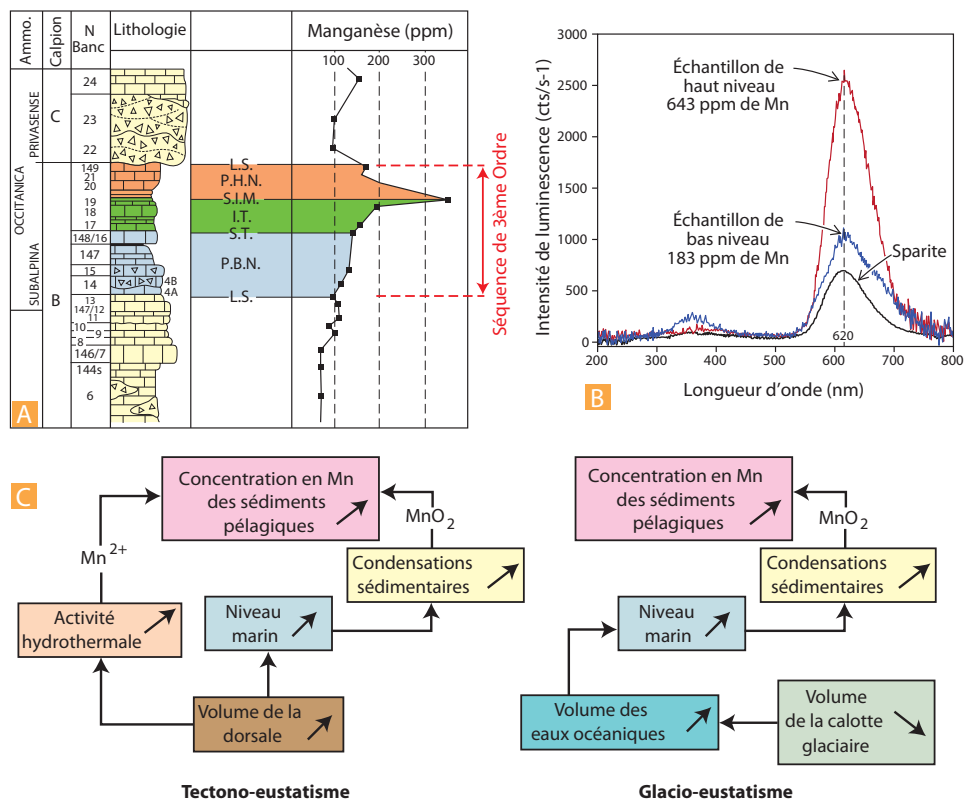 Ammo.
Calpion
N
Banc
Lithologie
Manganèse (ppm)
100
200
300
OCCITANICA
SUBALPINA
PRIVASENSE
C
B
24
23
22
149
21
20
19
18
17
148/16
147
15
14
4B
4A
13
147/12
11
10
9
8
146/7
144s
6
L.S.
P.H.N.
S.I.M.
I.T.
S.T.
P.B.N.
L.S.
Séquence de 3ème Ordre
A
Intensité de luminescence (cts/s-1)
3000
2500
2000
1500
1000
500
0
200
300
400
500
600
700
800
620
Longueur d'onde (nm)
Échantillon de
haut niveau
643 ppm de Mn
Échantillon de
bas niveau
183 ppm de Mn
Sparite
B
C
Concentration en Mn
des sédiments
pélagiques
Mn2+
MnO2
Condensations
sédimentaires
Activité
hydrothermale
Niveau
marin
Volume de la
dorsale
Tectono-eustatisme
Concentration en Mn
des sédiments
pélagiques
MnO2
Condensations
sédimentaires
Niveau
marin
Volume des
eaux océaniques
Volume
de la calotte
glaciaire
Glacio-eustatisme